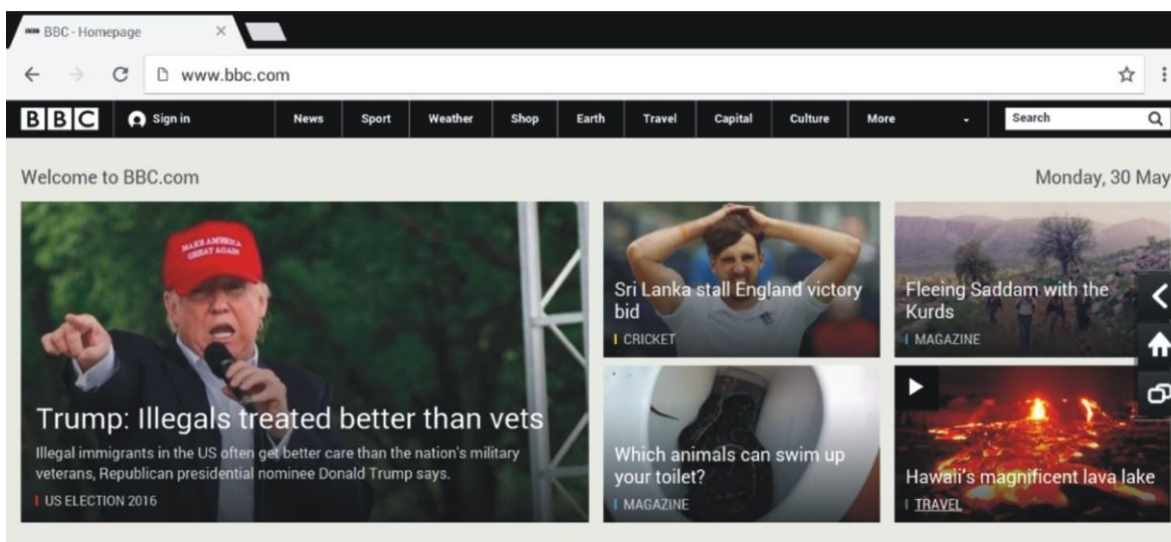 BBC - Homepage
www.bbc.com
BBC Sign in News Sport Weather Shop Earth Travel Capital Culture More Search
Welcome to BBC.com
Monday, 30 May
MAKE AMERICA
GREAT AGAIN
Trump: Illegals treated better than vets
Illegal immigrants in the US often get better care than the nation's military
veterans, Republican presidential nominee Donald Trump says.
US ELECTION 2016
Sri Lanka stall England victory
bid
CRICKET
Fleeing Saddam with the
Kurds
MAGAZINE
Which animals can swim up
your toilet?
MAGAZINE
Hawaii's magnificent lava lake
TRAVEL